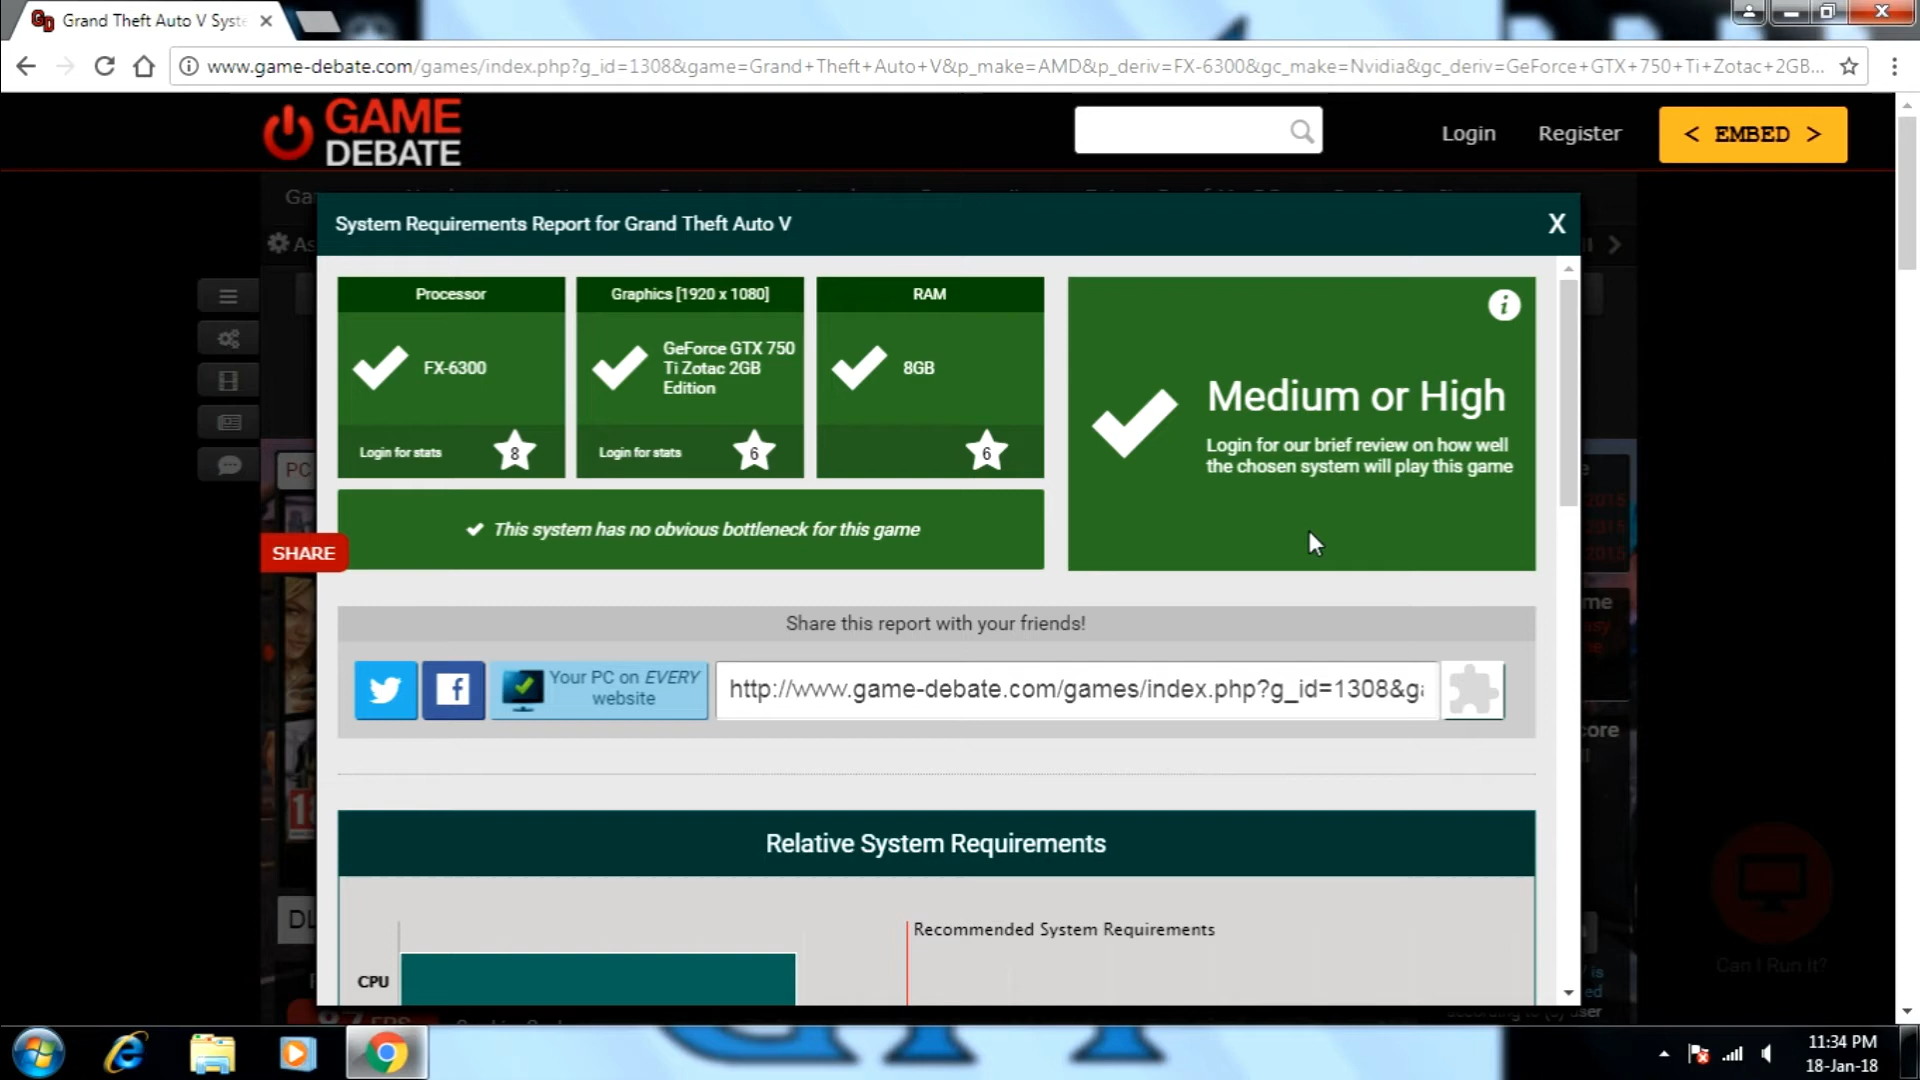 Grand Theft Auto V Syst
www.game-debate.com/games/index.php?g_id=1308&game=Grand+Theft+Auto+V&p_make=AMD&p_deriv=FX-6300&gc_make=Nvidia&gc_deriv=GeForce+GTX+750+Ti+Zotac+2GB...
GAME
DEBATE
Login
Register
< EMBED >
System Requirements Report for Grand Theft Auto V
X
Processor
FX-6300
Login for stats
8
Graphics [1920 x 1080]
GeForce GTX 750
Ti Zotac 2GB
Edition
Login for stats
6
RAM
8GB
6
i
Medium or High
Login for our brief review on how well
the chosen system will play this game
This system has no obvious bottleneck for this game
PC
SHARE
Share this report with your friends!
Your PC on EVERY
website
http://www.game-debate.com/games/index.php?g_id=1308&g
Relative System Requirements
Recommended System Requirements
CPU
Can I Run It?
11:34 PM
18-Jan-18